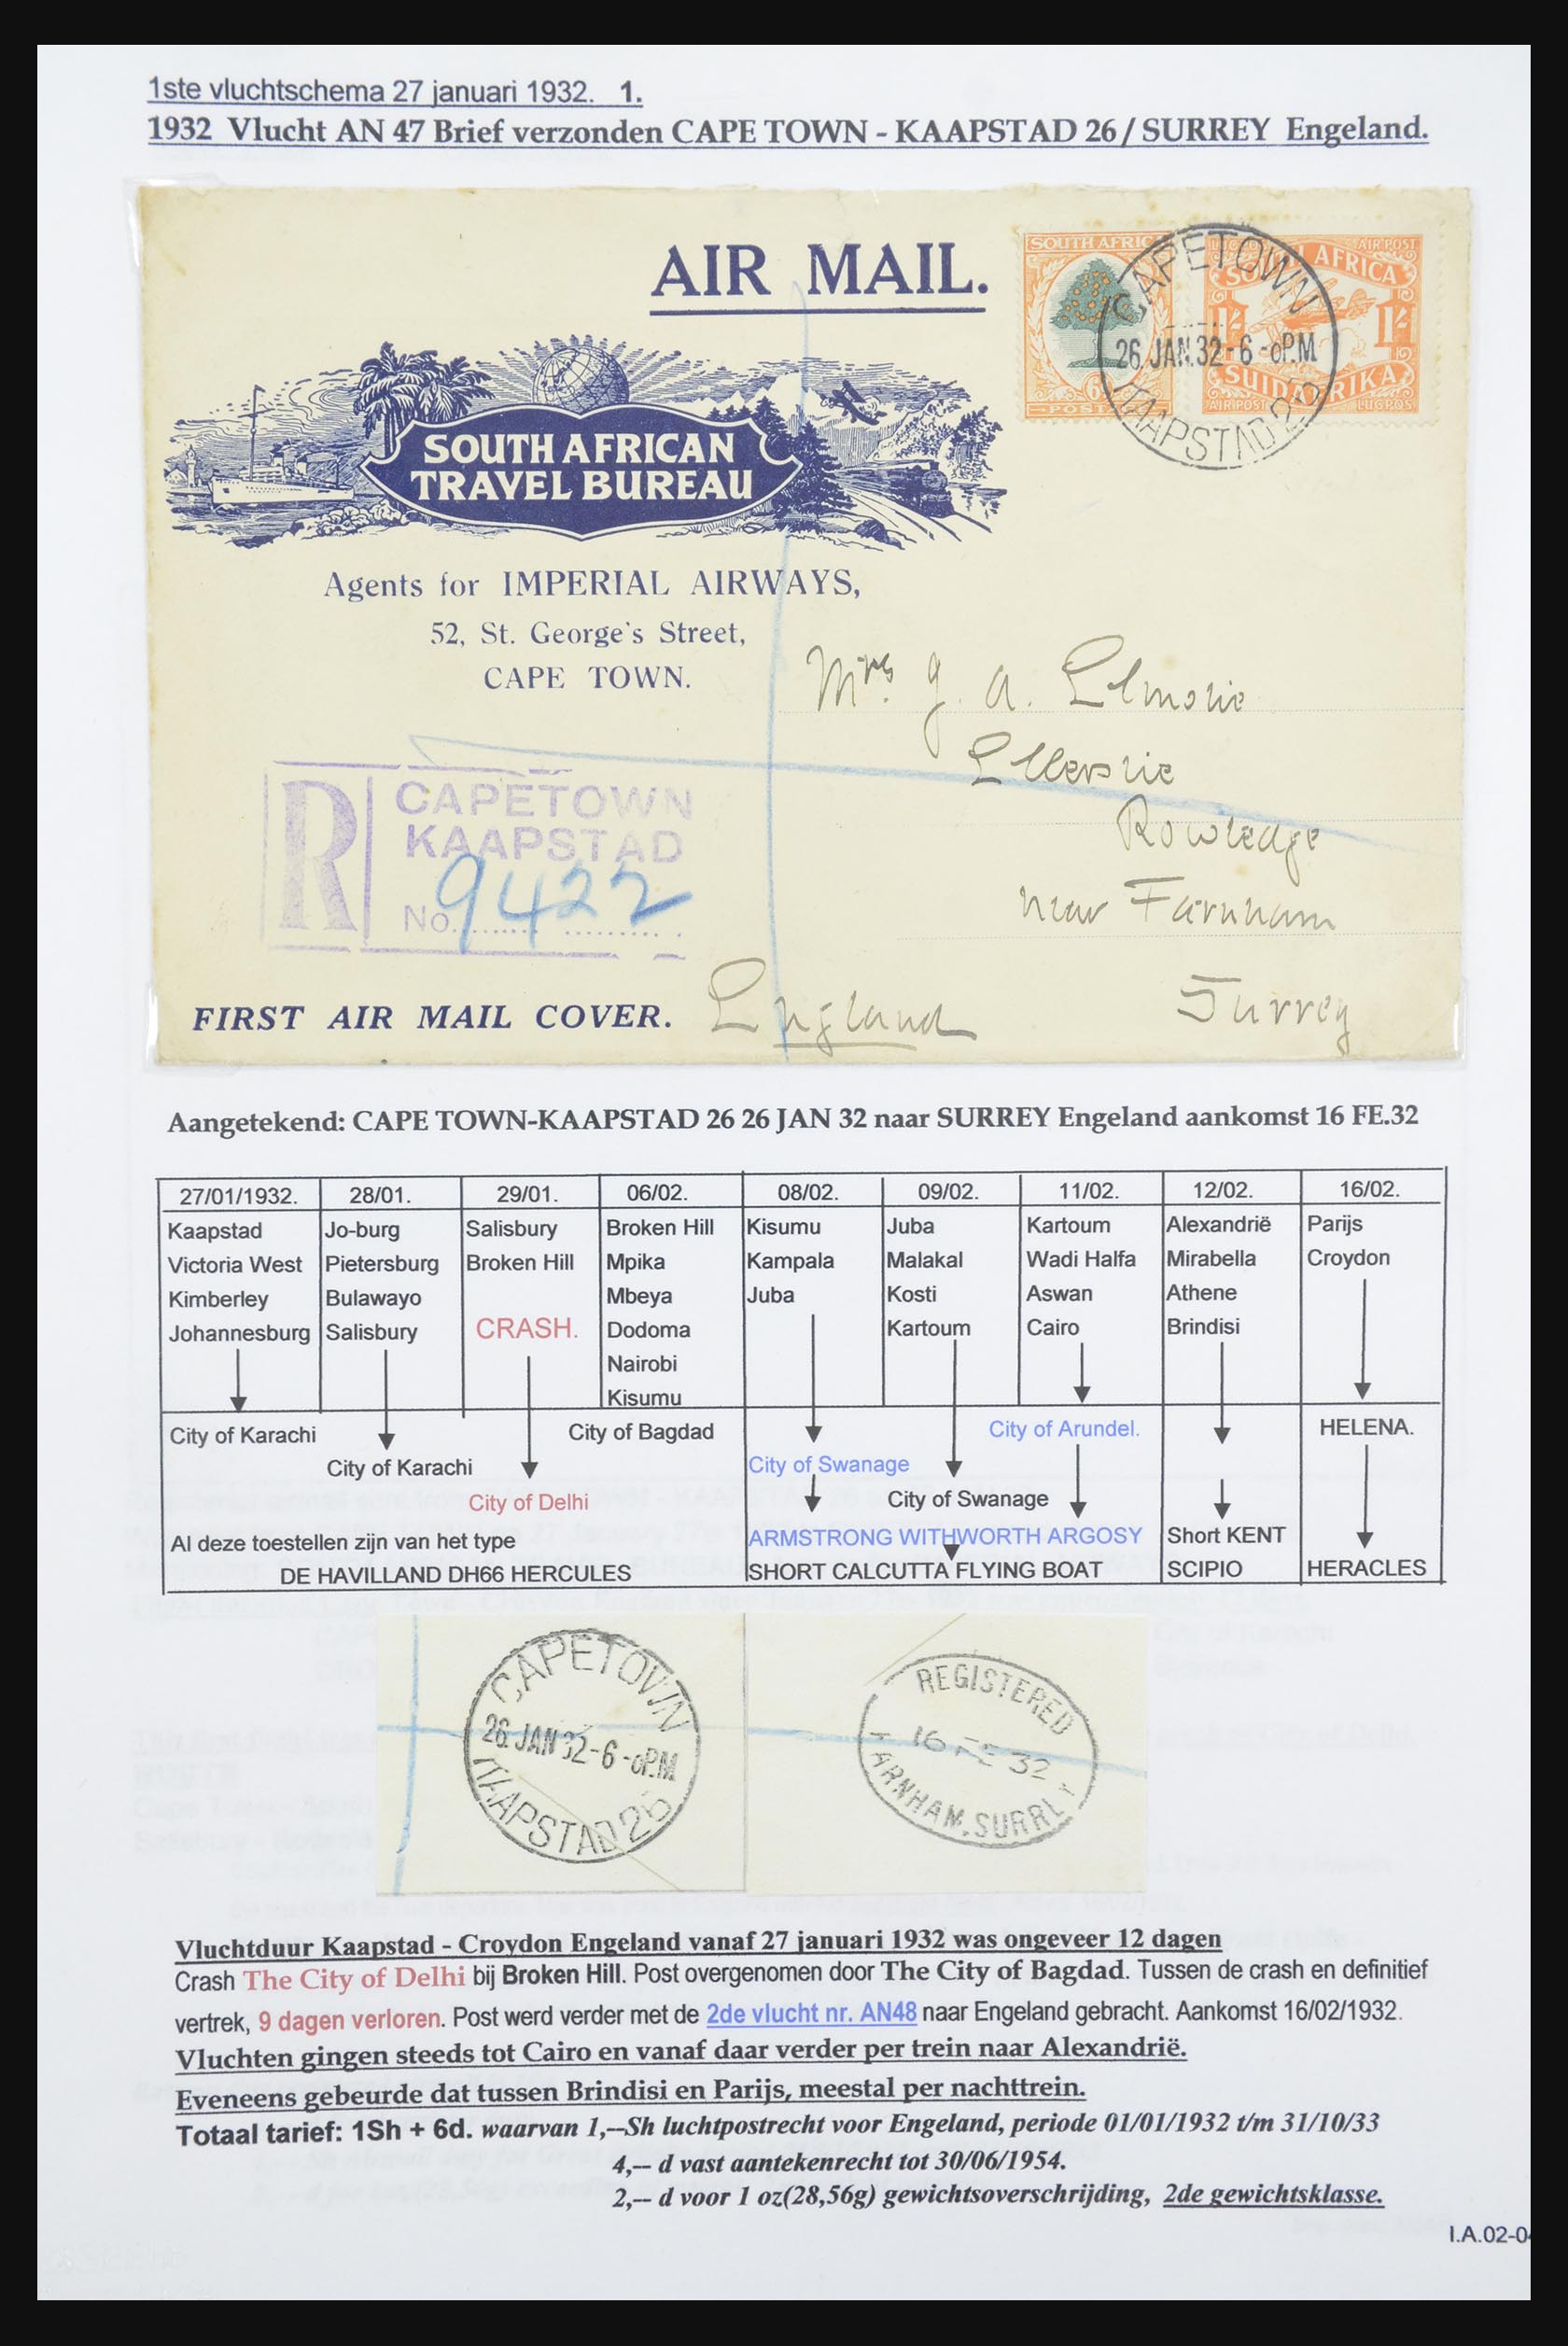 1ste vluchtschema 27 januari 1932. 1.
1932 Vlucht AN 47 Brief verzonden CAPE TOWN - KAAPSTAD 26 / SURREY Engeland.
AIR MAIL.
SOUTH AFRICA
POSTAGE
LUGPOS AIR POST
SOUTH AFRICA
1/- 1/-
SUID AFRIKA
AIR POST LUGPOS
CAPETOWN
26 JAN.32-6-0P.M
KAAPSTAD
SOUTH AFRICAN
TRAVEL BUREAU
Agents for IMPERIAL AIRWAYS,
52, St. George's Street,
CAPE TOWN.
Mrs. G. A. Elmslie
Ellerslie
Rowledge
near Farnham
Surrey
England
R CAPETOWN
KAAPSTAD
No. 9422
FIRST AIR MAIL COVER.
Aangetekend: CAPE TOWN-KAAPSTAD 26 26 JAN 32 naar SURREY Engeland aankomst 16 FE.32
27/01/1932. 28/01. 29/01. 06/02. 08/02. 09/02. 11/02. 12/02. 16/02.
Kaapstad Jo-burg Salisbury Broken Hill Kisumu Juba Kartoum Alexandrië Parijs
Victoria West Pietersburg Broken Hill Mpika Kampala Malakal Wadi Halfa Mirabella Croydon
Kimberley Bulawayo Mbeya Juba Kosti Aswan Athene
Johannesburg Salisbury CRASH. Dodoma Kartoum Cairo Brindisi
Nairobi
Kisumu
City of Karachi City of Bagdad City of Arundel. HELENA.
City of Karachi City of Swanage
City of Delhi City of Swanage
Al deze toestellen zijn van het type ARMSTRONG WITHWORTH ARGOSY Short KENT
DE HAVILLAND DH66 HERCULES SHORT CALCUTTA FLYING BOAT SCIPIO HERACLES
CAPETOWN
26 JAN 32-6-0P.M
KAAPSTAD 26
REGISTERED
16 FE 32
FARNHAM, SURREY
Vluchtduur Kaapstad - Croydon Engeland vanaf 27 januari 1932 was ongeveer 12 dagen
Crash The City of Delhi bij Broken Hill. Post overgenomen door The City of Bagdad. Tussen de crash en definitief
vertrek, 9 dagen verloren. Post werd verder met de 2de vlucht nr. AN48 naar Engeland gebracht. Aankomst 16/02/1932.
Vluchten gingen steeds tot Cairo en vanaf daar verder per trein naar Alexandrië.
Eveneens gebeurde dat tussen Brindisi en Parijs, meestal per nachttrein.
Totaal tarief: 1Sh + 6d. waarvan 1,--Sh luchtpostrecht voor Engeland, periode 01/01/1932 t/m 31/10/33
4,-- d vast aantekenrecht tot 30/06/1954.
2,-- d voor 1 oz(28,56g) gewichtsoverschrijding, 2de gewichtsklasse.
I.A.02-0